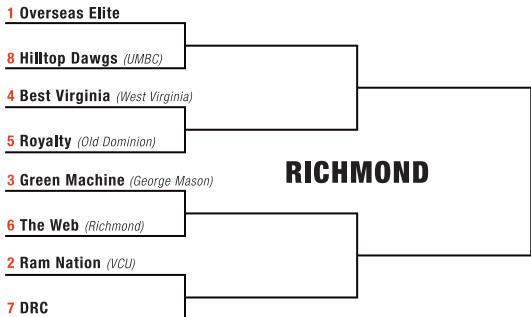 1 Overseas Elite
8 Hilltop Dawgs (UMBC)
4 Best Virginia (West Virginia)
5 Royalty (Old Dominion)
RICHMOND
3 Green Machine (George Mason)
6 The Web (Richmond)
2 Ram Nation (VCU)
7 DRC